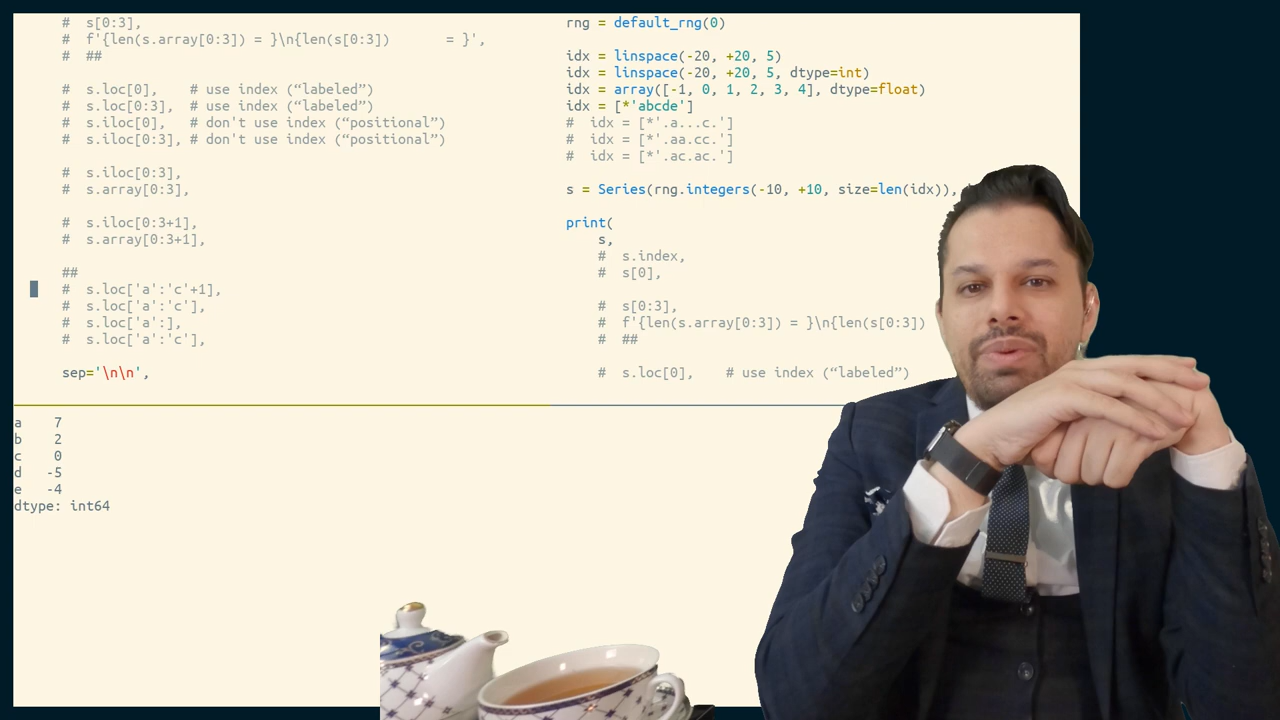 #  s[0:3],
#  f'{len(s.array[0:3]) = }\n{len(s[0:3])       = }',
#  ##
#  s.loc[0],    # use index (“labeled”)
#  s.loc[0:3],  # use index (“labeled”)
#  s.iloc[0],   # don't use index (“positional”)
#  s.iloc[0:3], # don't use index (“positional”)
#  s.iloc[0:3],
#  s.array[0:3],
#  s.iloc[0:3+1],
#  s.array[0:3+1],
##
#  s.loc['a':'c'+1],
#  s.loc['a':'c'],
#  s.loc['a':],
#  s.loc['a':'c'],
sep='\n\n',
rng = default_rng(0)
idx = linspace(-20, +20, 5)
idx = linspace(-20, +20, 5, dtype=int)
idx = array([-1, 0, 1, 2, 3, 4], dtype=float)
idx = [*'abcde']
#  idx = [*'.a...c.']
#  idx = [*'.aa.cc.']
#  idx = [*'.ac.ac.']
s = Series(rng.integers(-10, +10, size=len(idx)),
print(
s,
#  s.index,
#  s[0],
#  s[0:3],
#  f'{len(s.array[0:3]) = }\n{len(s[0:3])
#  ##
#  s.loc[0],    # use index (“labeled”)
a    7
b    2
c    0
d   -5
e   -4
dtype: int64